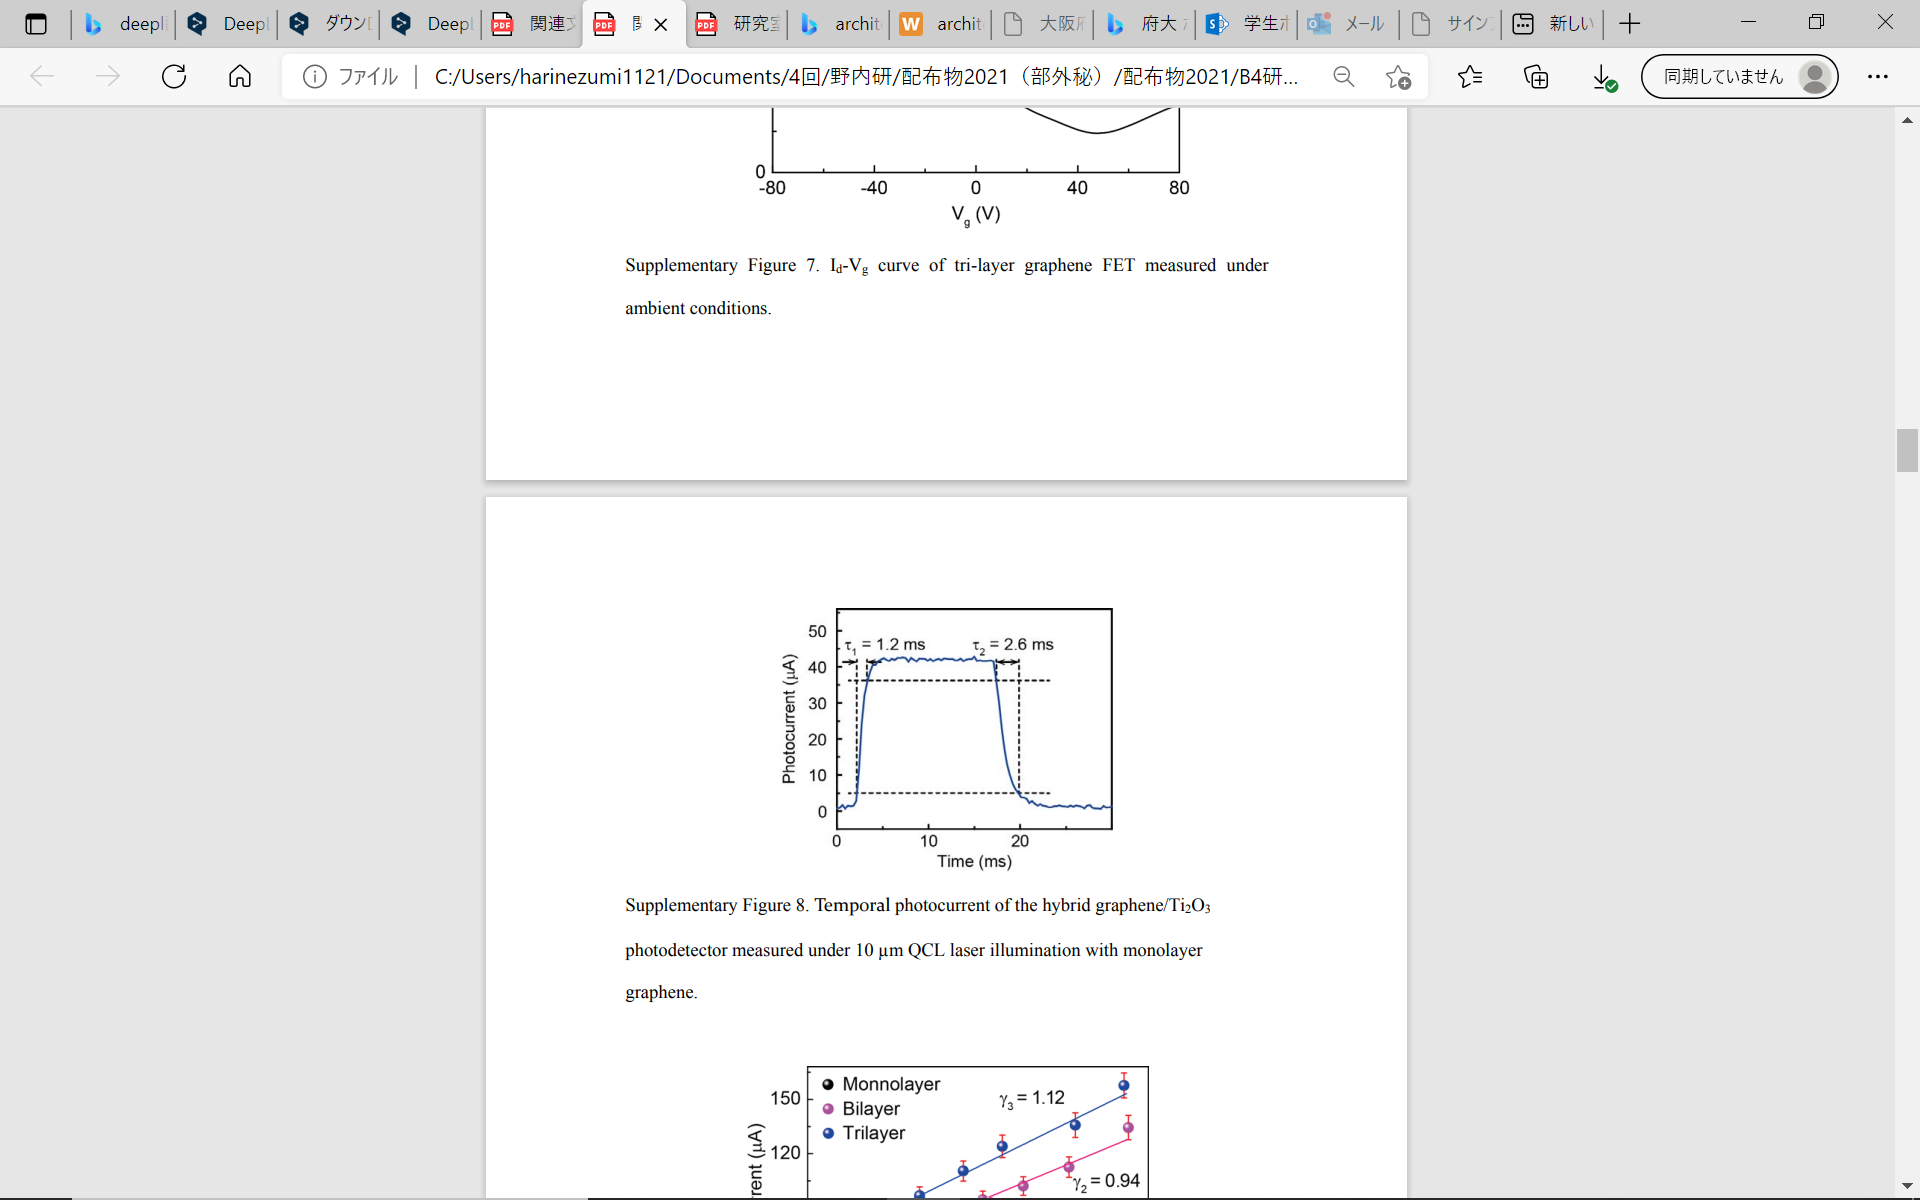 deepl
Deepl
ダウン
Deepl
関連
研究室
archit
archit
大阪府
府大
学生ポ
メール
サイン
新しい
ファイル
C:/Users/harinezumi1121/Documents/4回/野内研/配布物2021（部外秘）/配布物2021/B4研...
同期していません
0
-80 -40 0 40 80
Vg (V)
Supplementary Figure 7. Id-Vg curve of tri-layer graphene FET measured under
ambient conditions.
50
40
30
20
10
0
Photocurrent (μA)
τ1 = 1.2 ms τ2 = 2.6 ms
0 10 20
Time (ms)
Supplementary Figure 8. Temporal photocurrent of the hybrid graphene/Ti2O3
photodetector measured under 10 μm QCL laser illumination with monolayer
graphene.
150
120
rent (μA)
Monnolayer
Bilayer
Trilayer
γ3 = 1.12
γ2 = 0.94